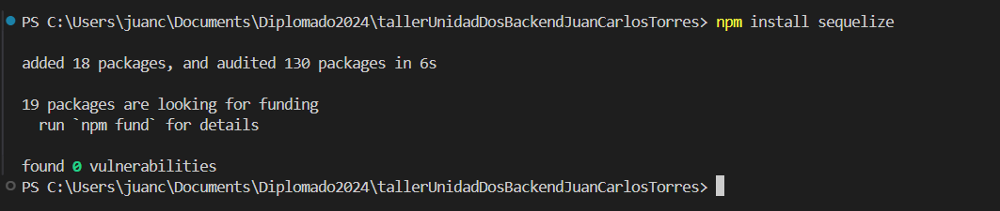 PS C:\Users\juanc\Documents\Diplomado2024\tallerUnidadDosBackendJuanCarlosTorres> npm install sequelize
added 18 packages, and audited 130 packages in 6s
19 packages are looking for funding
  run `npm fund` for details
found 0 vulnerabilities
PS C:\Users\juanc\Documents\Diplomado2024\tallerUnidadDosBackendJuanCarlosTorres>